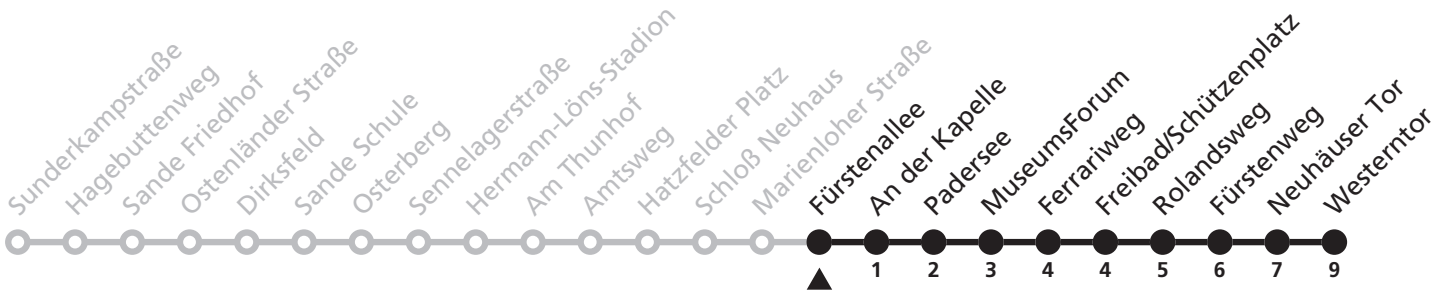 Sunderkampstraße
Hagebuttenweg
Sande Friedhof
Ostenländer Straße
Dirksfeld
Sande Schule
Osterberg
Sennelagerstraße
Hermann-Löns-Stadion
Am Thunhof
Amtsweg
Hatzfelder Platz
Schloß Neuhaus
Marienloher Straße
Fürstenallee
An der Kapelle
Padersee
MuseumsForum
Ferrariweg
Freibad/Schützenplatz
Rolandsweg
Fürstenweg
Neuhäuser Tor
Westerntor
1 2 3 4 4 5 6 7 9